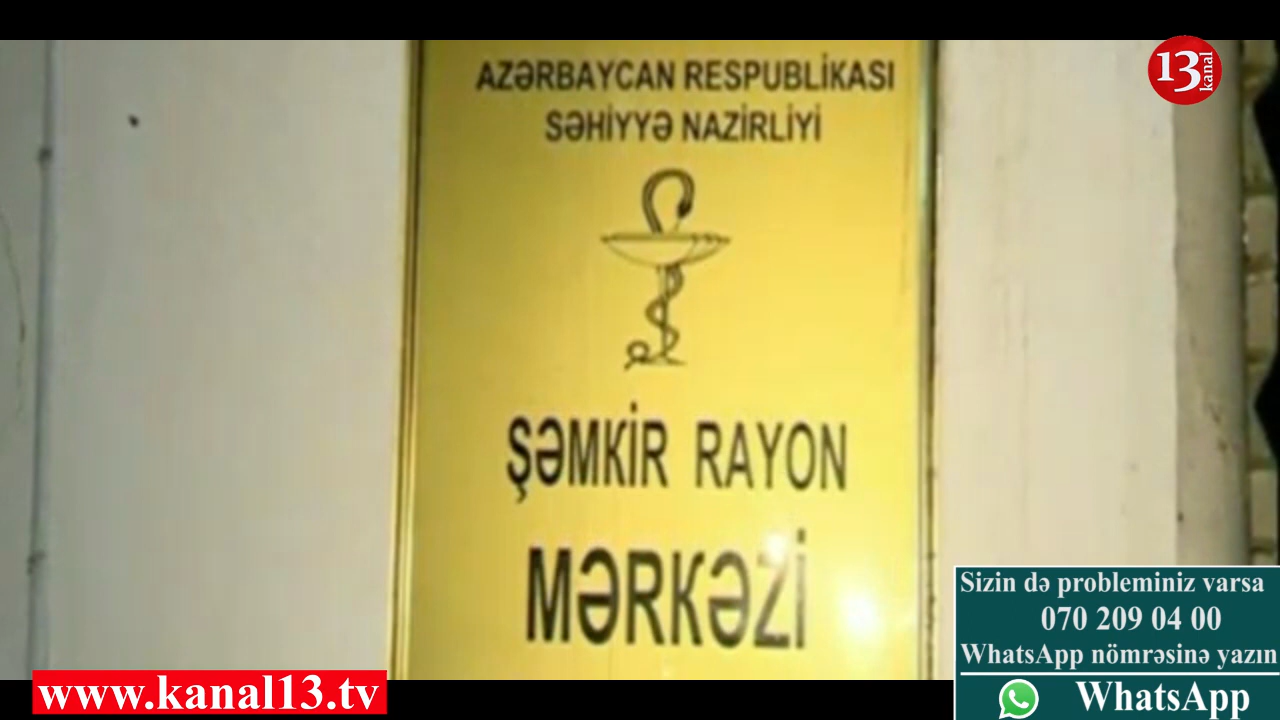 AZƏRBAYCAN RESPUBLİKASI
SƏHİYYƏ NAZİRLİYİ
ŞƏMKİR RAYON
MƏRKƏZİ
13 kanal
Sizin də probleminiz varsa
070 209 04 00
WhatsApp nömrəsinə yazın
WhatsApp
www.kanal13.tv